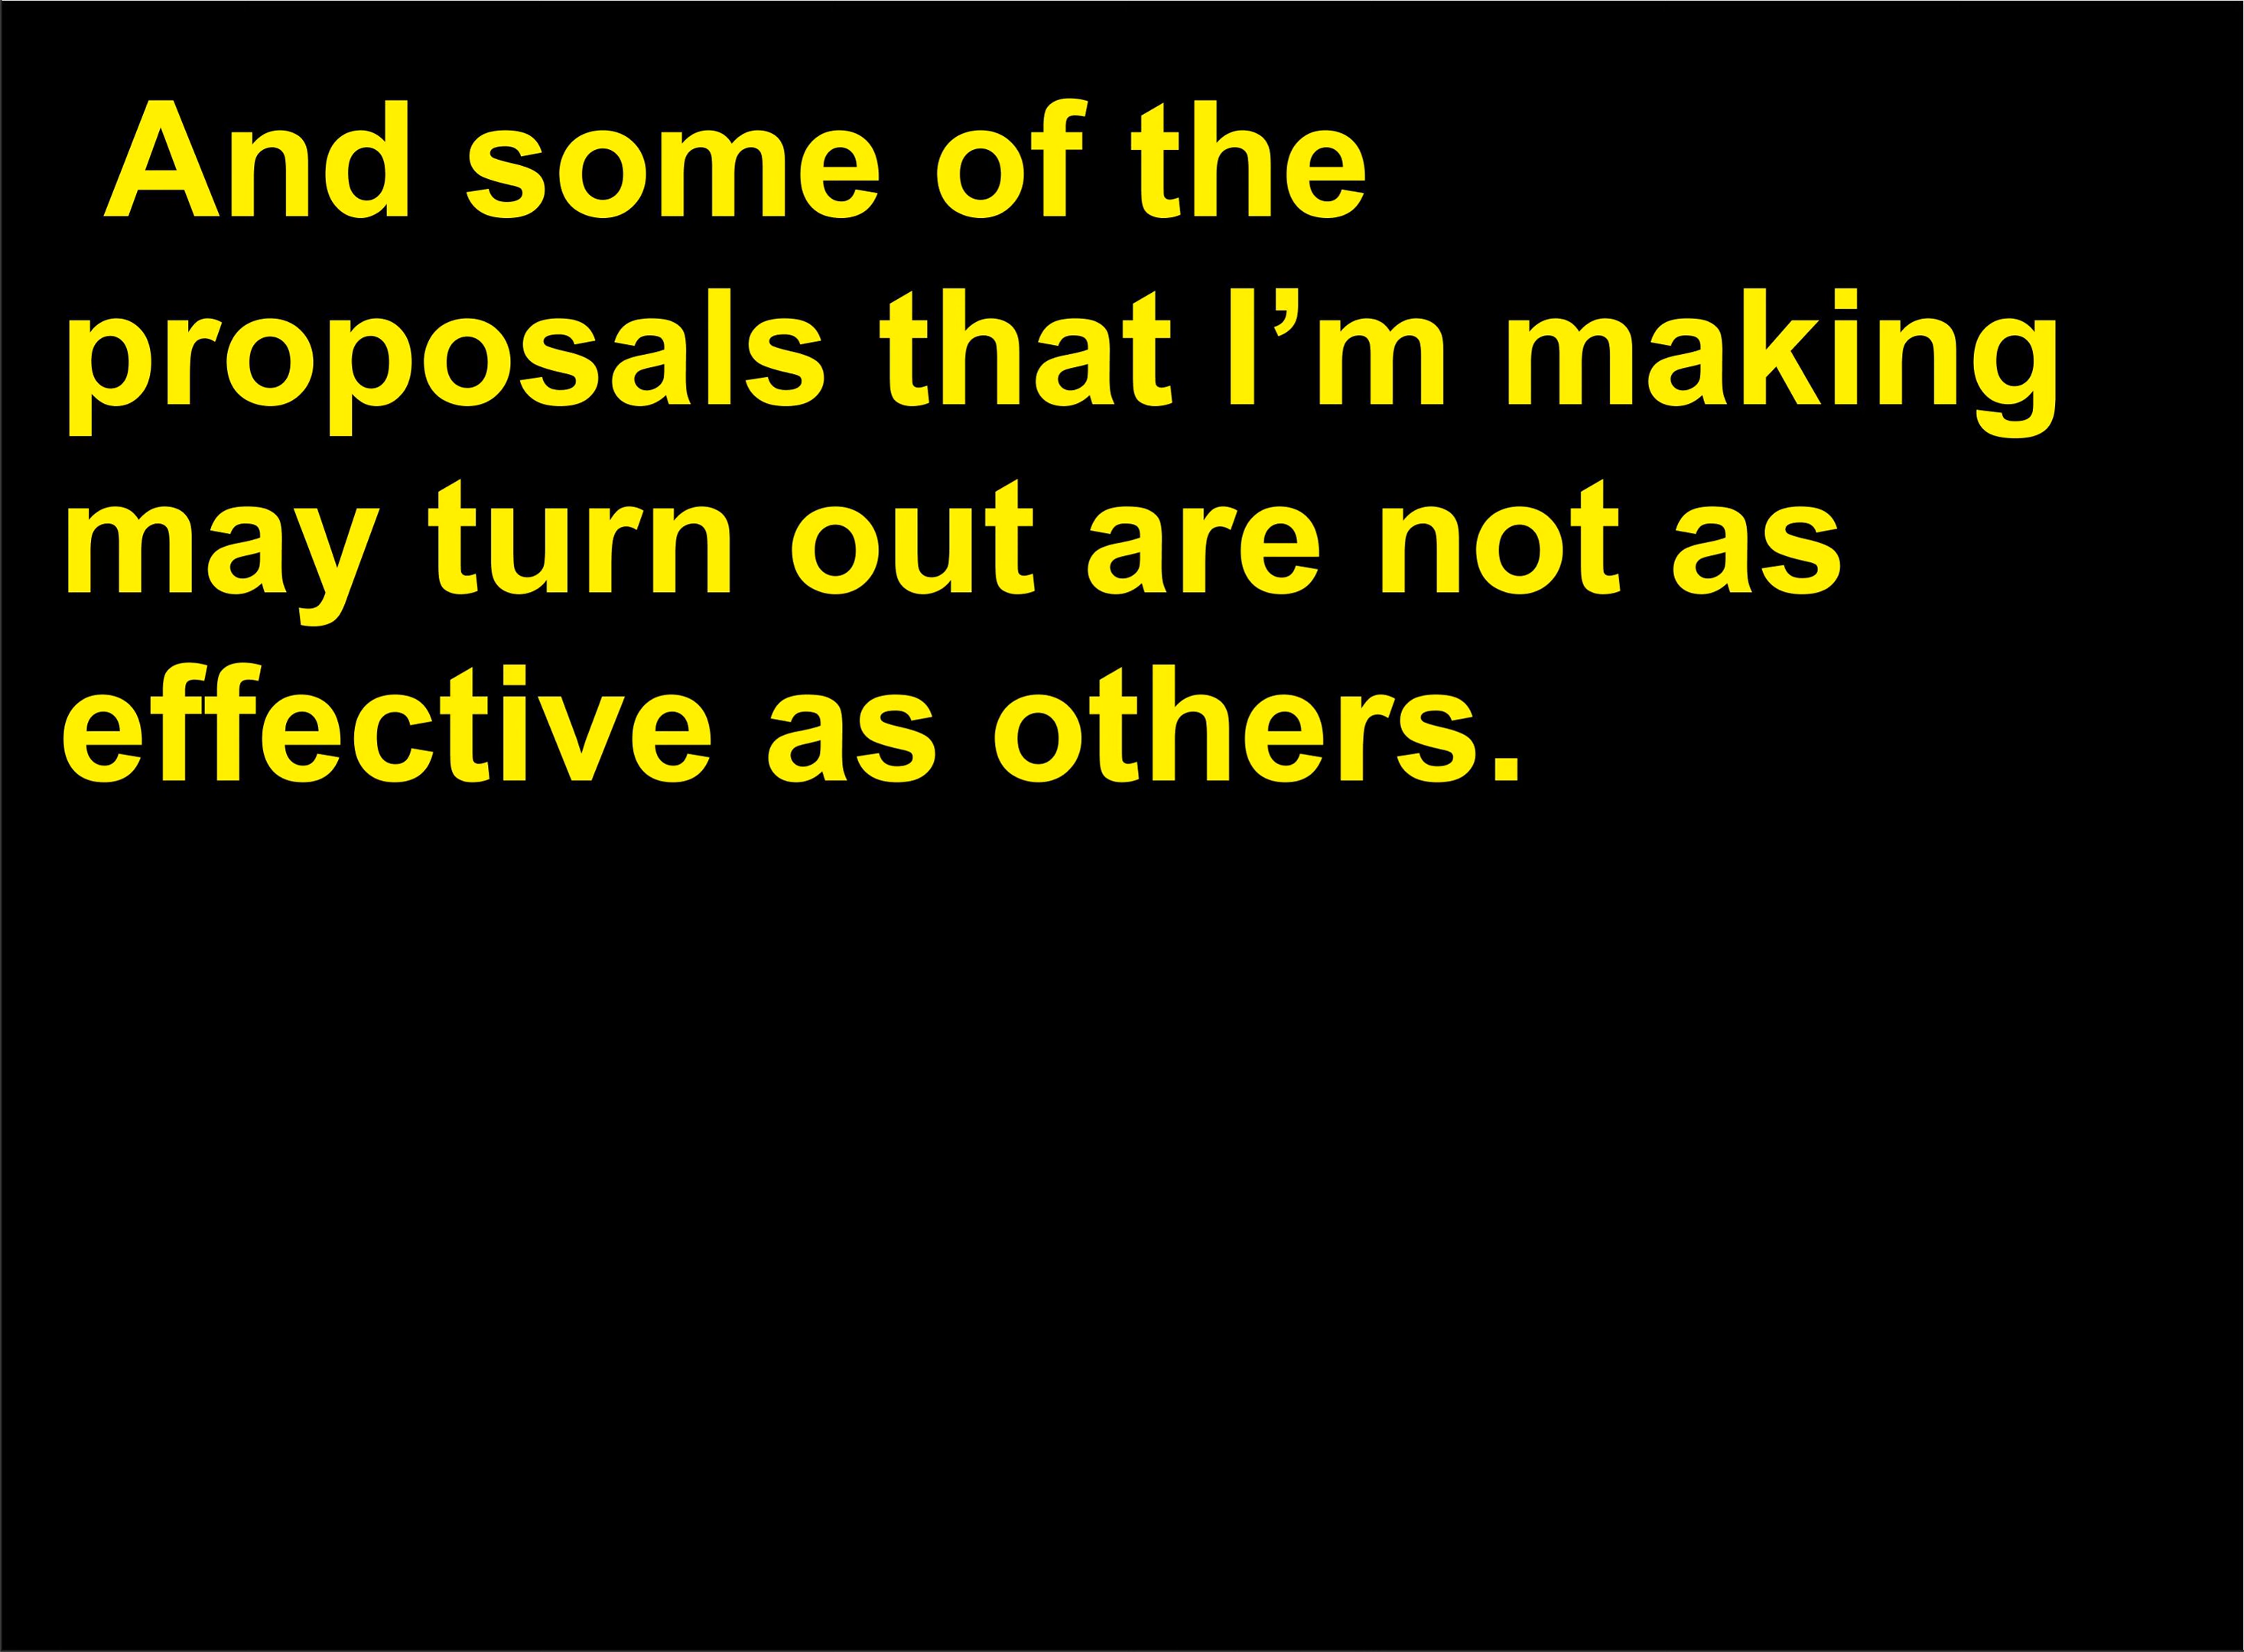 And some of the
proposals that I’m making
may turn out are not as
effective as others.